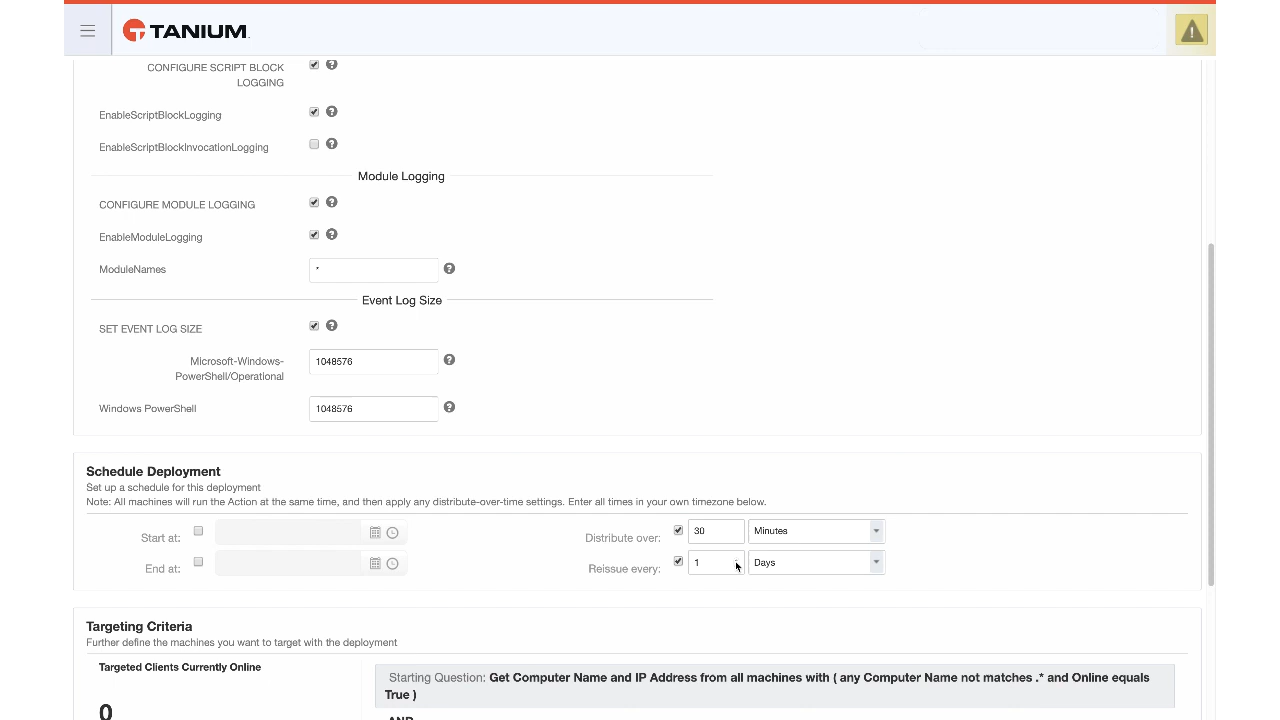 TANIUM
CONFIGURE SCRIPT BLOCK
LOGGING
EnableScriptBlockLogging
EnableScriptBlockInvocationLogging
Module Logging
CONFIGURE MODULE LOGGING
EnableModuleLogging
ModuleNames *
Event Log Size
SET EVENT LOG SIZE
Microsoft-Windows-
PowerShell/Operational 1048576
Windows PowerShell 1048576
Schedule Deployment
Set up a schedule for this deployment
Note: All machines will run the Action at the same time, and then apply any distribute-over-time settings. Enter all times in your own timezone below.
Start at: Distribute over: 30 Minutes
End at: Reissue every: 1 Days
Targeting Criteria
Further define the machines you want to target with the deployment
Targeted Clients Currently Online
0
Starting Question: Get Computer Name and IP Address from all machines with ( any Computer Name not matches .* and Online equals
True )
AND